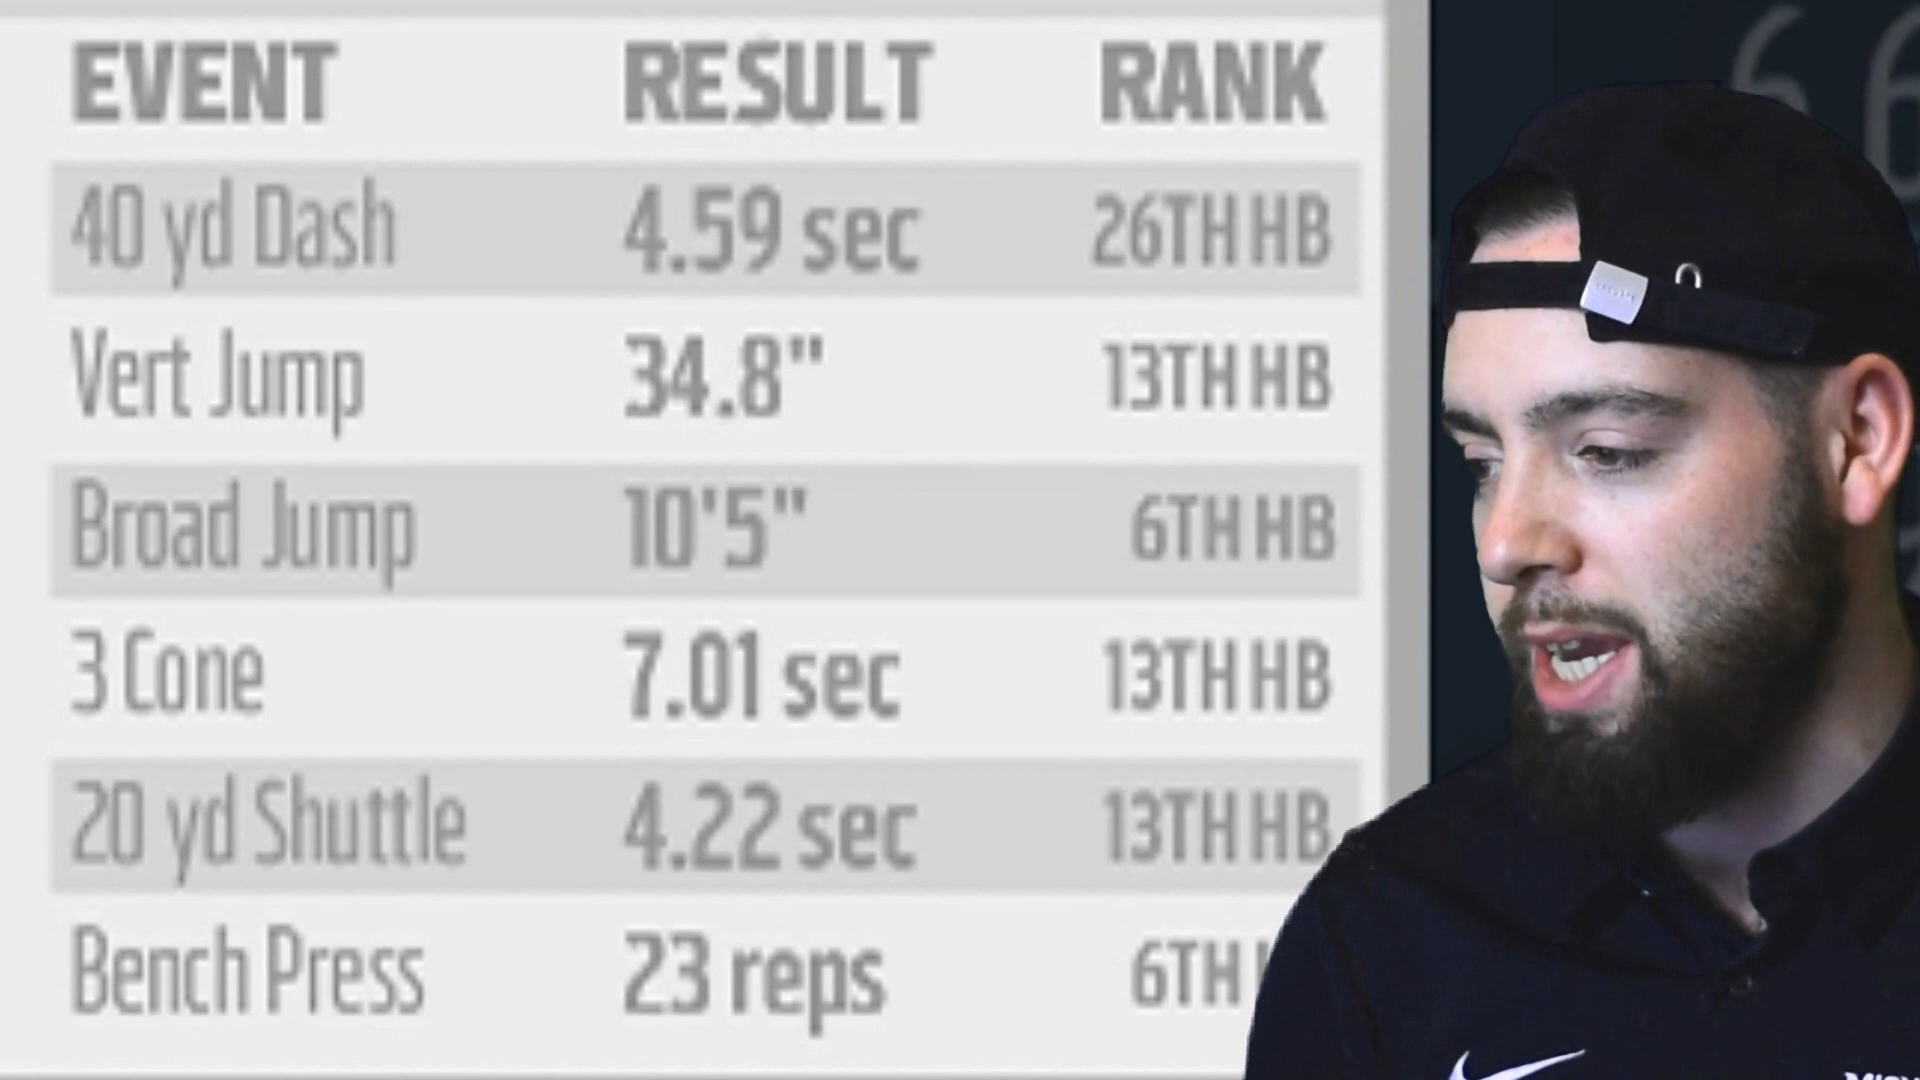 EVENT RESULT RANK
40 yd Dash 4.59 sec 26TH HB
Vert Jump 34.8" 13TH HB
Broad Jump 10'5" 6TH HB
3 Cone 7.01 sec 13TH HB
20 yd Shuttle 4.22 sec 13TH HB
Bench Press 23 reps 6TH